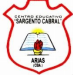 CENTRO EDUCATIVO
SARGENTO CABRAL
ARIAS
(CBA.)